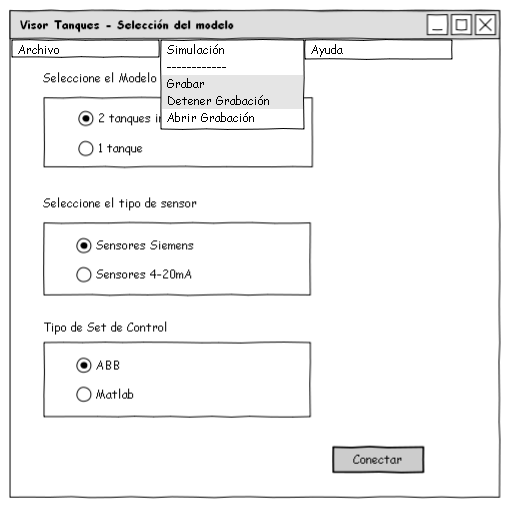 Visor Tanques - Selección del modelo
Archivo
Simulación
Ayuda
------------
Grabar
Detener Grabación
Abrir Grabación
Seleccione el Modelo
2 tanques
1 tanque
Seleccione el tipo de sensor
Sensores Siemens
Sensores 4-20mA
Tipo de Set de Control
ABB
Matlab
Conectar